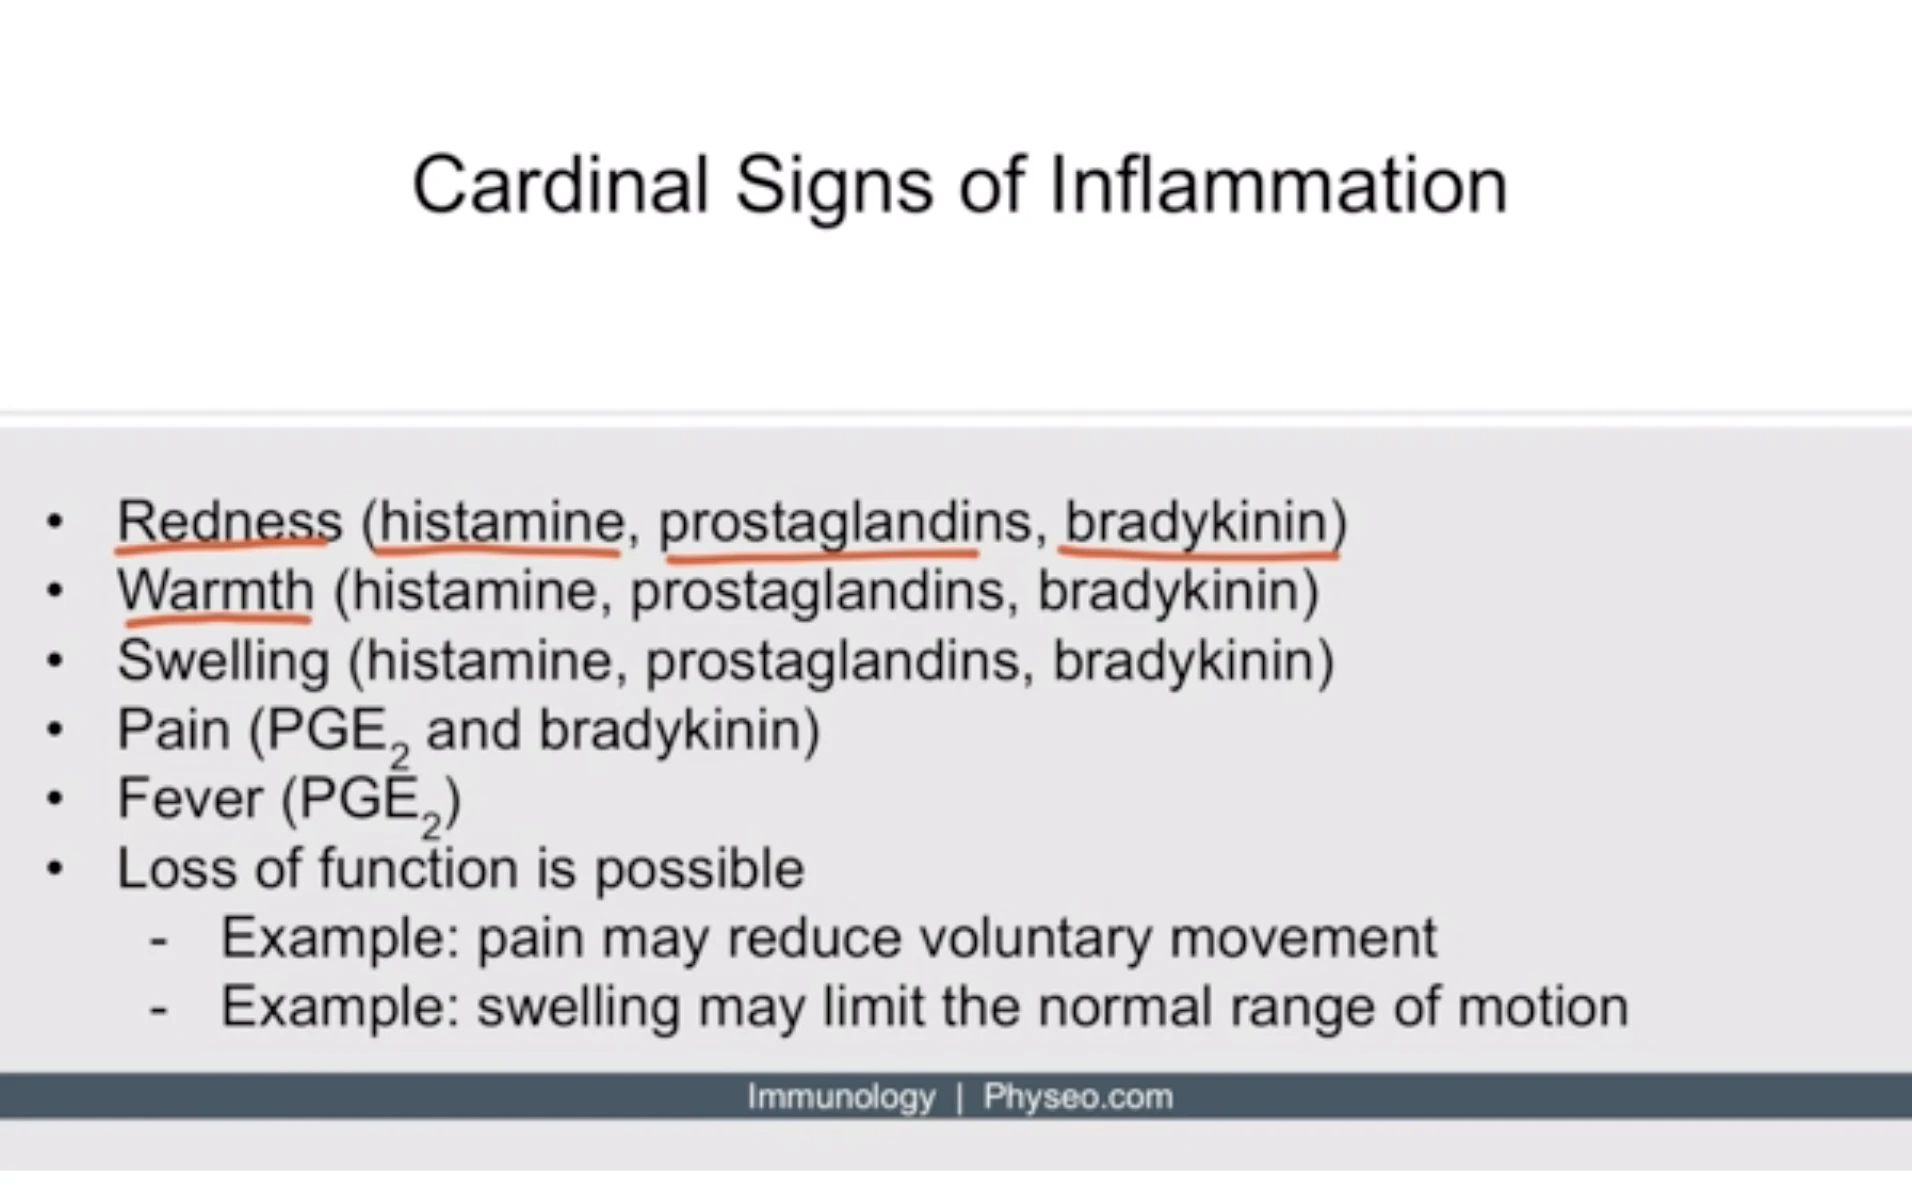 Cardinal Signs of Inflammation
• Redness (histamine, prostaglandins, bradykinin)
• Warmth (histamine, prostaglandins, bradykinin)
• Swelling (histamine, prostaglandins, bradykinin)
• Pain (PGE₂ and bradykinin)
• Fever (PGE₂)
• Loss of function is possible
- Example: pain may reduce voluntary movement
- Example: swelling may limit the normal range of motion
Immunology | Physeo.com